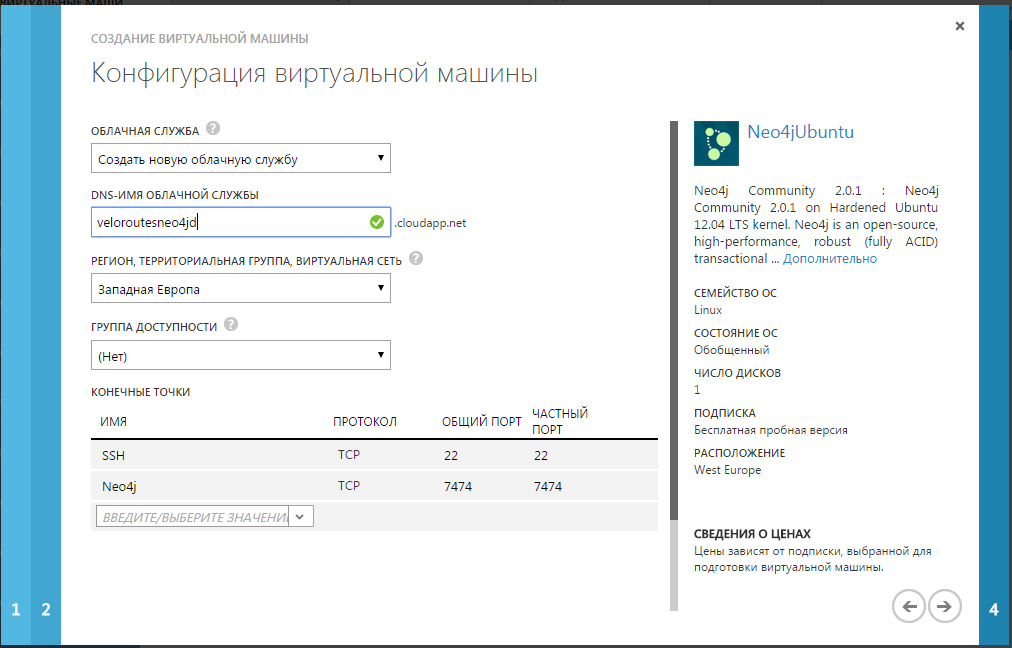 ВИРТУАЛЬНЫЕ МАШИ
СОЗДАНИЕ ВИРТУАЛЬНОЙ МАШИНЫ
Конфигурация виртуальной машины
ОБЛАЧНАЯ СЛУЖБА ?
Создать новую облачную службу
DNS-ИМЯ ОБЛАЧНОЙ СЛУЖБЫ
veloroutesneo4jd .cloudapp.net
РЕГИОН, ТЕРРИТОРИАЛЬНАЯ ГРУППА, ВИРТУАЛЬНАЯ СЕТЬ ?
Западная Европа
ГРУППА ДОСТУПНОСТИ ?
(Нет)
КОНЕЧНЫЕ ТОЧКИ
ИМЯ ПРОТОКОЛ ОБЩИЙ ПОРТ ЧАСТНЫЙ
ПОРТ
SSH TCP 22 22
Neo4j TCP 7474 7474
ВВЕДИТЕ/ВЫБЕРИТЕ ЗНАЧЕНИ
Neo4jUbuntu
Neo4j Community 2.0.1 : Neo4j
Community 2.0.1 on Hardened Ubuntu
12.04 LTS kernel. Neo4j is an open-source,
high-performance, robust (fully ACID)
transactional ... Дополнительно
СЕМЕЙСТВО ОС
Linux
СОСТОЯНИЕ ОС
Обобщенный
ЧИСЛО ДИСКОВ
1
ПОДПИСКА
Бесплатная пробная версия
РАСПОЛОЖЕНИЕ
West Europe
СВЕДЕНИЯ О ЦЕНАХ
Цены зависят от подписки, выбранной для
подготовки виртуальной машины.
1 2 4